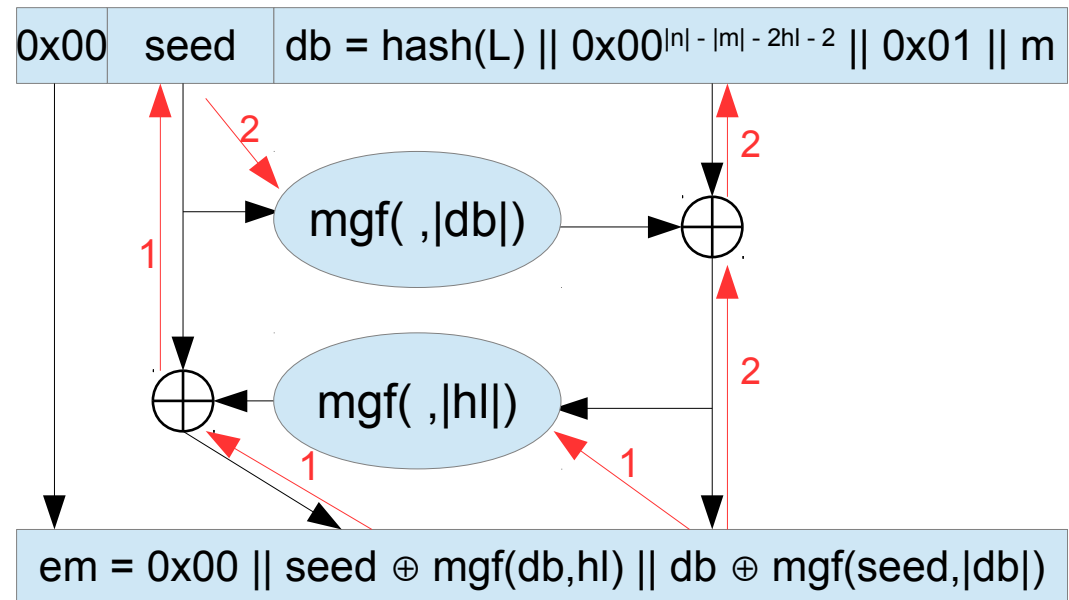 0x00 seed db = hash(L) || 0x00|n| - |m| - 2hl - 2 || 0x01 || m
2
2
mgf( ,|db|)
1
mgf( ,|hl|)
2
1
1
em = 0x00 || seed ⊕ mgf(db,hl) || db ⊕ mgf(seed,|db|)